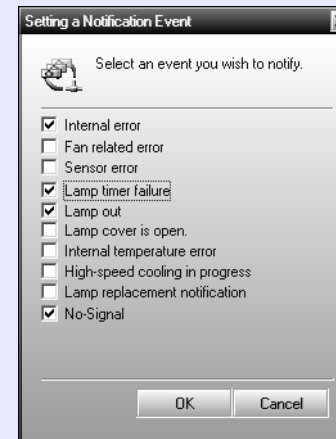 Setting a Notification Event
Select an event you wish to notify.
Internal error
Fan related error
Sensor error
Lamp timer failure
Lamp out
Lamp cover is open.
Internal temperature error
High-speed cooling in progress
Lamp replacement notification
No-Signal
OK Cancel